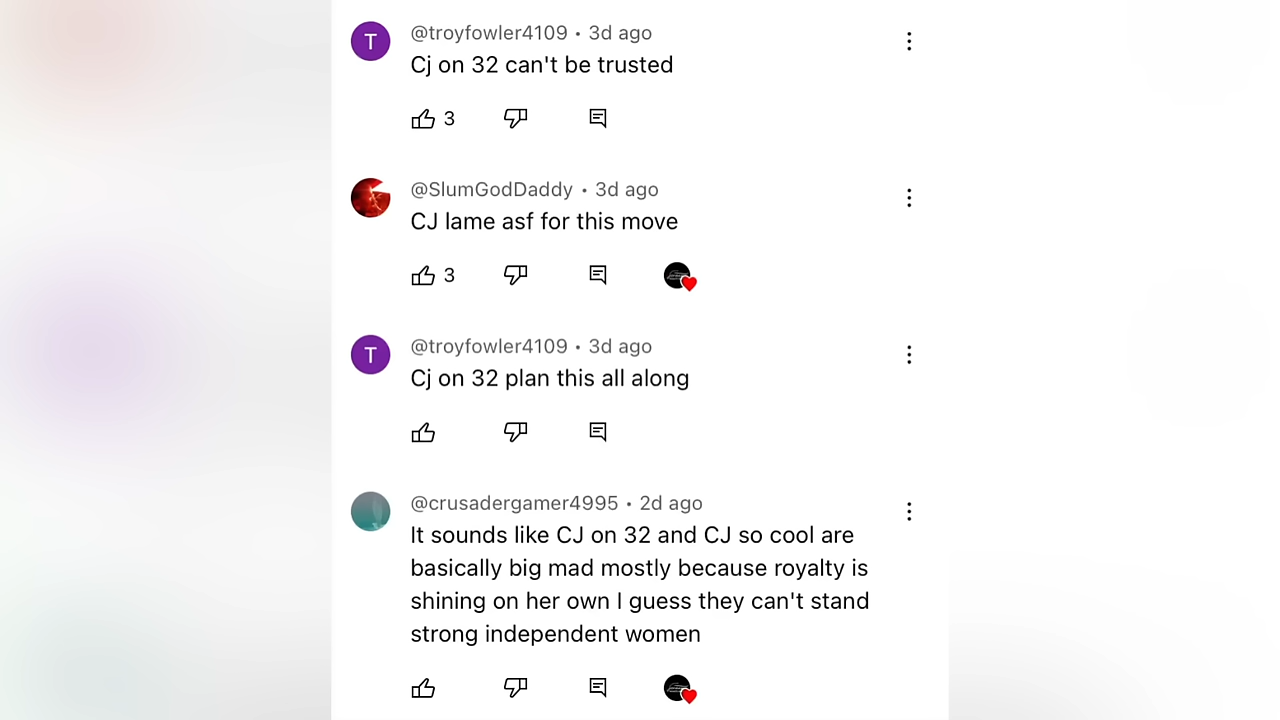 @troyfowler4109 • 3d ago
T
Cj on 32 can't be trusted
3
@SlumGodDaddy • 3d ago
CJ lame asf for this move
3
@troyfowler4109 • 3d ago
T
Cj on 32 plan this all along
@crusadergamer4995 • 2d ago
It sounds like CJ on 32 and CJ so cool are
basically big mad mostly because royalty is
shining on her own I guess they can't stand
strong independent women